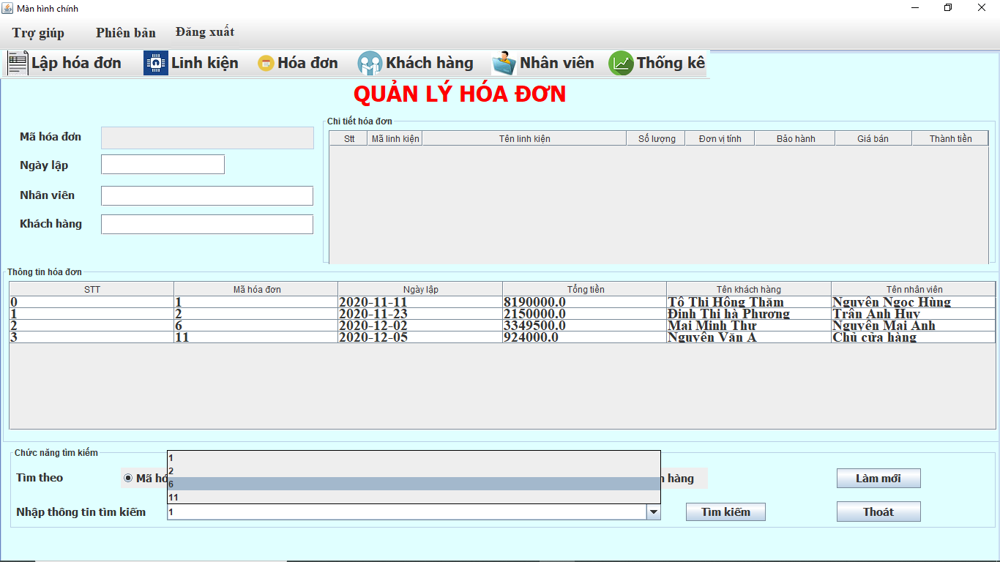 Màn hình chính
Trợ giúp Phiên bản Đăng xuất
Lập hóa đơn Linh kiện Hóa đơn Khách hàng Nhân viên Thống kê
QUẢN LÝ HÓA ĐƠN
Mã hóa đơn
Ngày lập
Nhân viên
Khách hàng
Chi tiết hóa đơn
Stt Mã linh kiện Tên linh kiện Số lượng Đơn vị tính Bảo hành Giá bán Thành tiền
Thông tin hóa đơn
STT Mã hóa đơn Ngày lập Tổng tiền Tên khách hàng Tên nhân viên
0 1 2020-11-11 8190000.0 Tô Thi Hồng Thắm Nguyễn Ngoc Hùng
1 2 2020-11-23 2150000.0 Đinh Thi hà Phương Trần Anh Huy
2 6 2020-12-02 3349500.0 Mai Minh Thư Nguyễn Mai Anh
3 11 2020-12-05 924000.0 Nguyễn Văn A Chủ cửa hàng
Chức năng tìm kiếm
1
2
6
11
Tìm theo Mã hàng Làm mới
Nhập thông tin tìm kiếm 1 Tìm kiếm Thoát